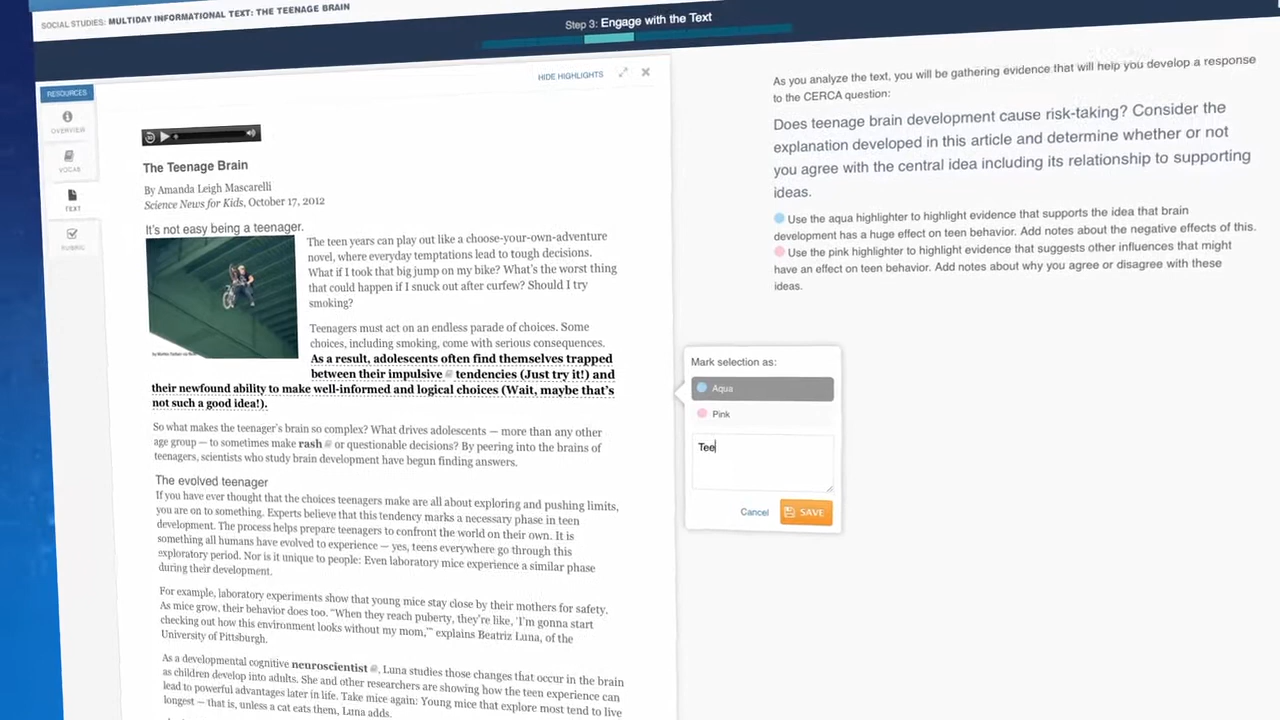 SOCIAL STUDIES: MULTIDAY INFORMATIONAL TEXT: THE TEENAGE BRAIN
Step 3: Engage with the Text
RESOURCES
OVERVIEW
VOCAB
TEXT
RUBRIC
HIDE HIGHLIGHTS
The Teenage Brain
By Amanda Leigh Mascarelli
Science News for Kids, October 17, 2012
It's not easy being a teenager.
The teen years can play out like a choose-your-own-adventure
novel, where everyday temptations lead to tough decisions.
What if I took that big jump on my bike? What's the worst thing
that could happen if I snuck out after curfew? Should I try
smoking?
Teenagers must act on an endless parade of choices. Some
choices, including smoking, come with serious consequences.
As a result, adolescents often find themselves trapped
between their impulsive tendencies (Just try it!) and
their newfound ability to make well-informed and logical choices (Wait, maybe that's
not such a good idea!).
So what makes the teenager's brain so complex? What drives adolescents — more than any other
age group — to sometimes make rash or questionable decisions? By peering into the brains of
teenagers, scientists who study brain development have begun finding answers.
The evolved teenager
If you have ever thought that the choices teenagers make are all about exploring and pushing limits,
you are on to something. Experts believe that this tendency marks a necessary phase in teen
development. The process helps prepare teenagers to confront the world on their own. It is
something all humans have evolved to experience — yes, teens everywhere go through this
exploratory period. Nor is it unique to people: Even laboratory mice experience a similar phase
during their development.
For example, laboratory experiments show that young mice stay close by their mothers for safety.
As mice grow, their behavior does too. "When they reach puberty, they're like, 'I'm gonna start
checking out how this environment looks without my mom,'" explains Beatriz Luna, of the
University of Pittsburgh.
As a developmental cognitive neuroscientist, Luna studies those changes that occur in the brain
as children develop into adults. She and other researchers are showing how the teen experience can
lead to powerful advantages later in life. Take mice again: Young mice that explore most tend to live
longest — that is, unless a cat eats them, Luna adds.
As you analyze the text, you will be gathering evidence that will help you develop a response
to the CERCA question:
Does teenage brain development cause risk-taking? Consider the
explanation developed in this article and determine whether or not
you agree with the central idea including its relationship to supporting
ideas.
Use the aqua highlighter to highlight evidence that supports the idea that brain
development has a huge effect on teen behavior. Add notes about the negative effects of this.
Use the pink highlighter to highlight evidence that suggests other influences that might
have an effect on teen behavior. Add notes about why you agree or disagree with these
ideas.
Mark selection as:
Aqua
Pink
Tee
Cancel
SAVE